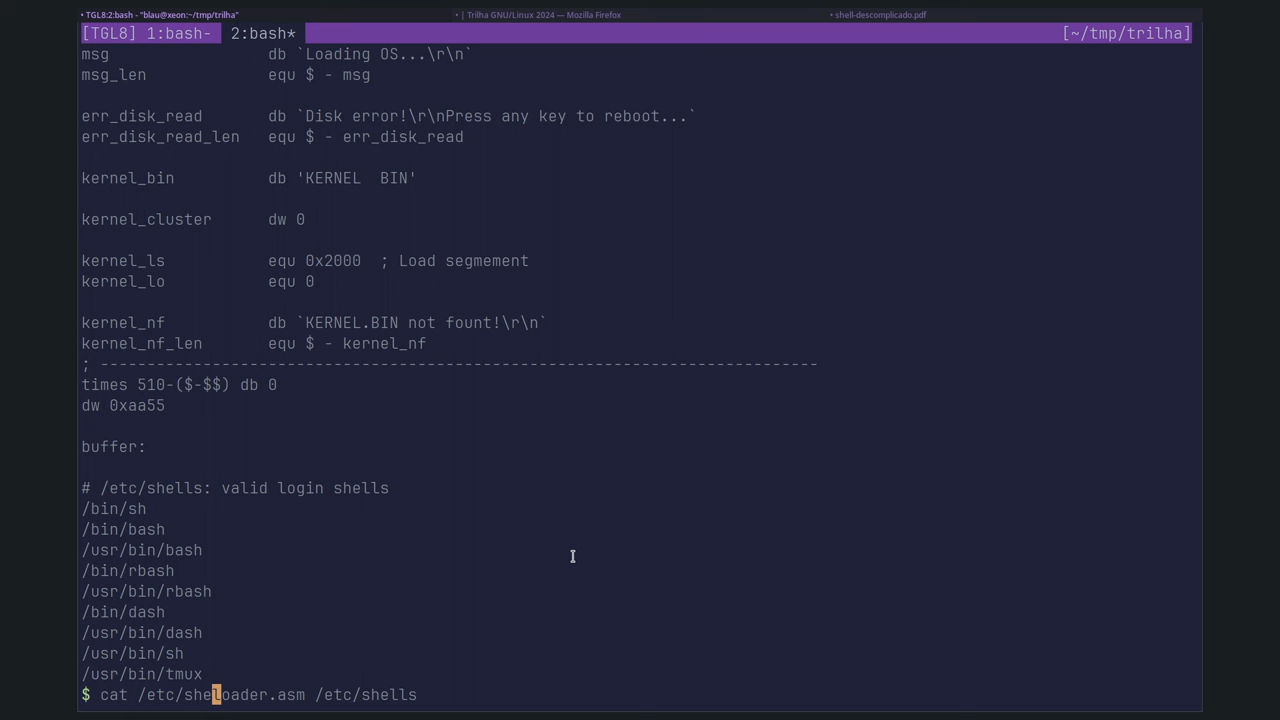 • TGL8:2:bash - "blau@xeon:~/tmp/trilha"
• | Trilha GNU/Linux 2024 — Mozilla Firefox
• shell-descomplicado.pdf
[TGL8] 1:bash- 2:bash* [~/tmp/trilha]
msg db `Loading OS...\r\n`
msg_len equ $ - msg
err_disk_read db `Disk error!\r\nPress any key to reboot...`
err_disk_read_len equ $ - err_disk_read
kernel_bin db 'KERNEL  BIN'
kernel_cluster dw 0
kernel_ls equ 0x2000 ; Load segmement
kernel_lo equ 0
kernel_nf db `KERNEL.BIN not fount!\r\n`
kernel_nf_len equ $ - kernel_nf
; -----------------------------------------------------------------------------
times 510-($-$$) db 0
dw 0xaa55
buffer:
# /etc/shells: valid login shells
/bin/sh
/bin/bash
/usr/bin/bash
/bin/rbash
/usr/bin/rbash
/bin/dash
/usr/bin/dash
/usr/bin/sh
/usr/bin/tmux
$ cat /etc/sheloader.asm /etc/shells